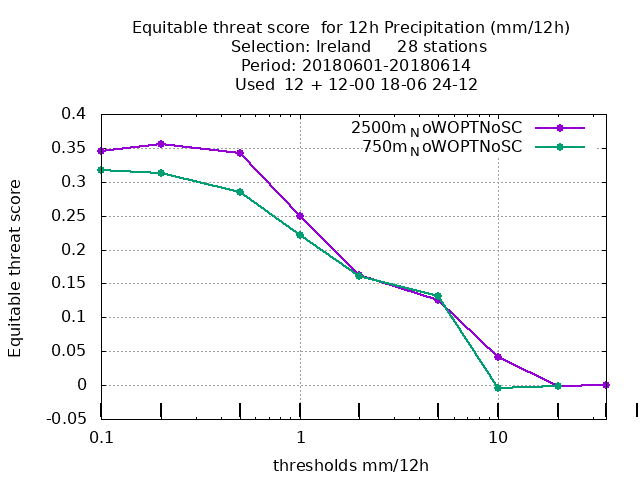 Equitable threat score  for 12h Precipitation (mm/12h)
Selection: Ireland     28 stations
Period: 20180601-20180614
Used  12 + 12-00 18-06 24-12
2500m_NoWOPTNoSC
750m_NoWOPTNoSC
Equitable threat score
0.4
0.35
0.3
0.25
0.2
0.15
0.1
0.05
0
-0.05
0.1
1
10
thresholds mm/12h